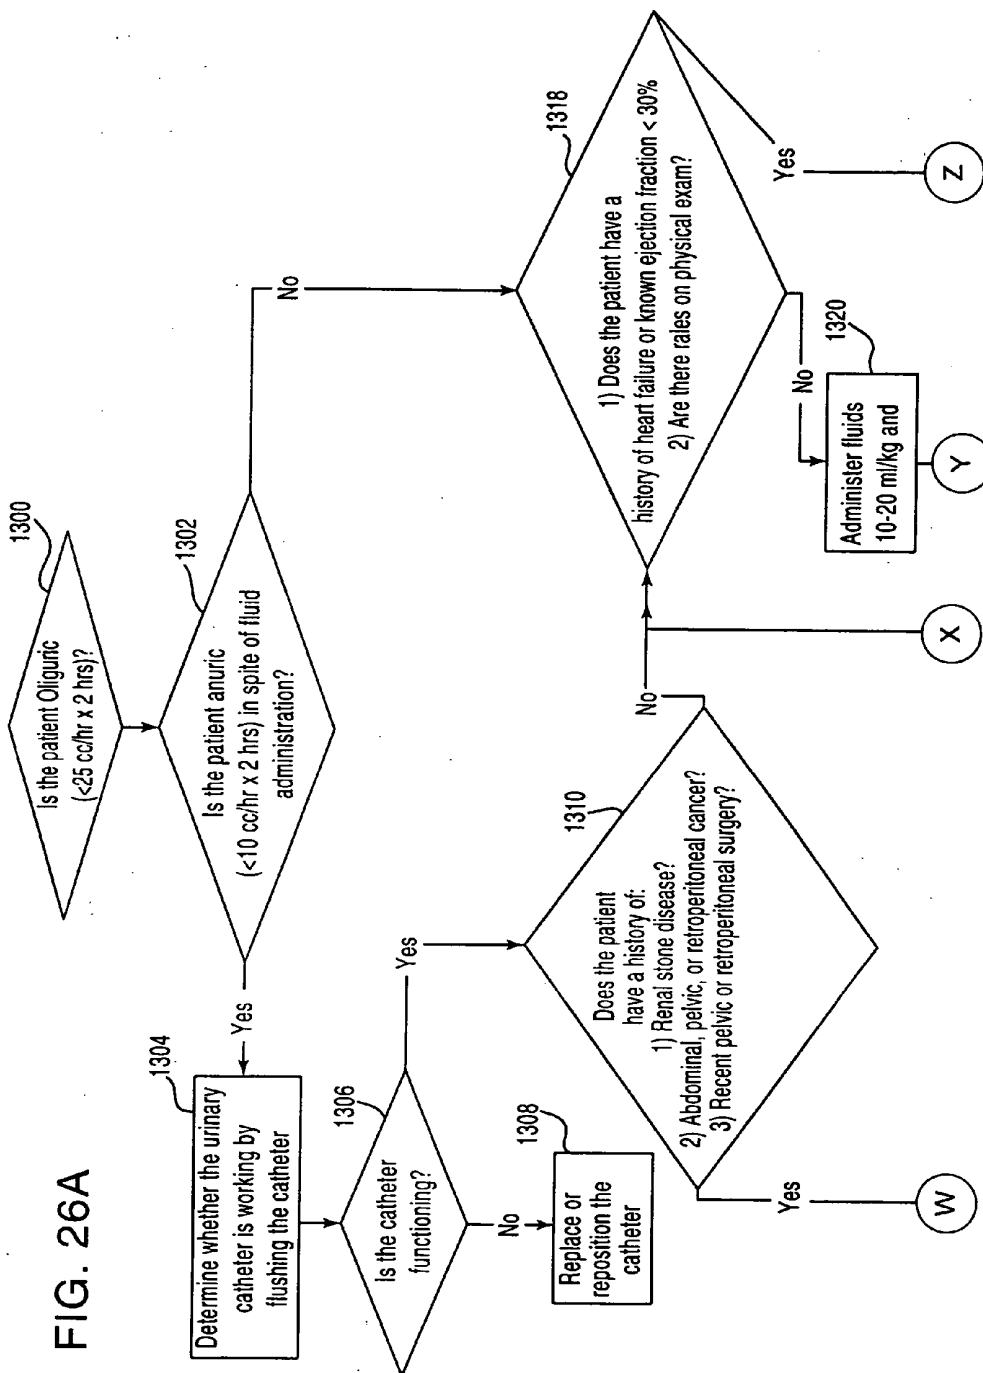 FIG. 26A
1300
Is the patient Oliguric
(<25 cc/hr x 2 hrs)?
1302
Is the patient anuric
(<10 cc/hr x 2 hrs) in spite of fluid
administration?
Yes
No
1304
Determine whether the urinary
catheter is working by
flushing the catheter
1306
Is the catheter
functioning?
Yes
No
1308
Replace or
reposition the
catheter
1310
Does the patient
have a history of:
1) Renal stone disease?
2) Abdominal, pelvic, or retroperitoneal cancer?
3) Recent pelvic or retroperitoneal surgery?
Yes
No
1318
1) Does the patient have a
history of heart failure or known ejection fraction < 30%
2) Are there rales on physical exam?
No
Yes
1320
Administer fluids
10-20 ml/kg and
W
X
Y
Z